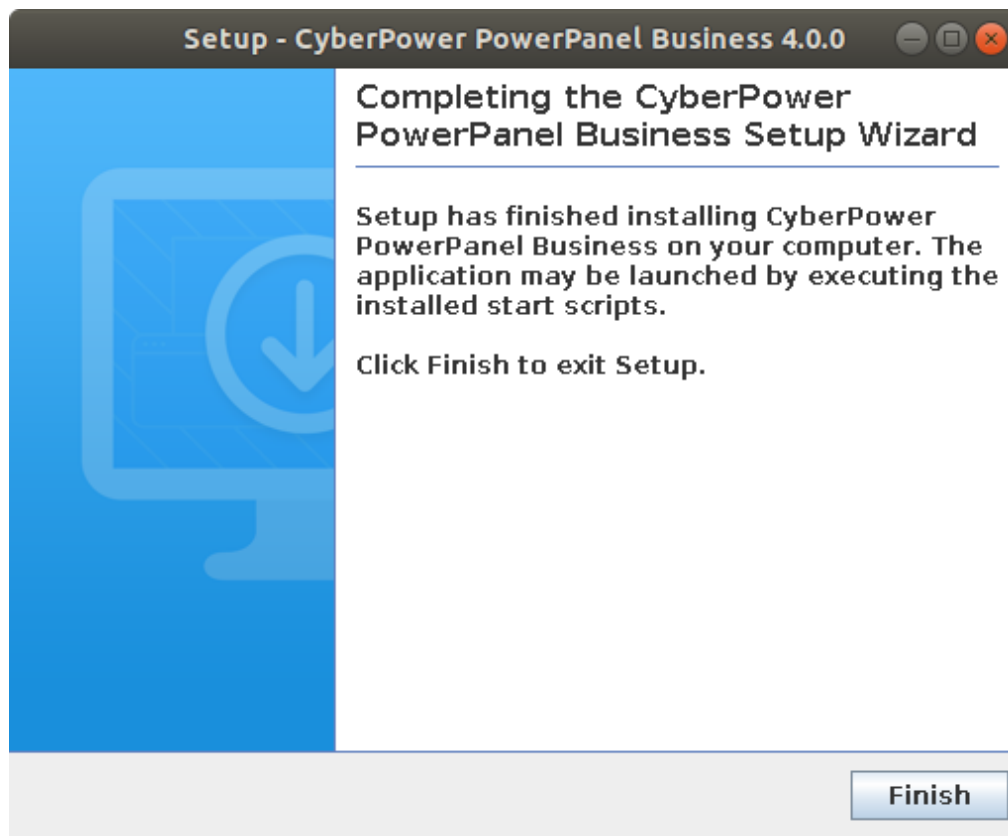 Setup - CyberPower PowerPanel Business 4.0.0
Completing the CyberPower
PowerPanel Business Setup Wizard
Setup has finished installing CyberPower
PowerPanel Business on your computer. The
application may be launched by executing the
installed start scripts.
Click Finish to exit Setup.
Finish